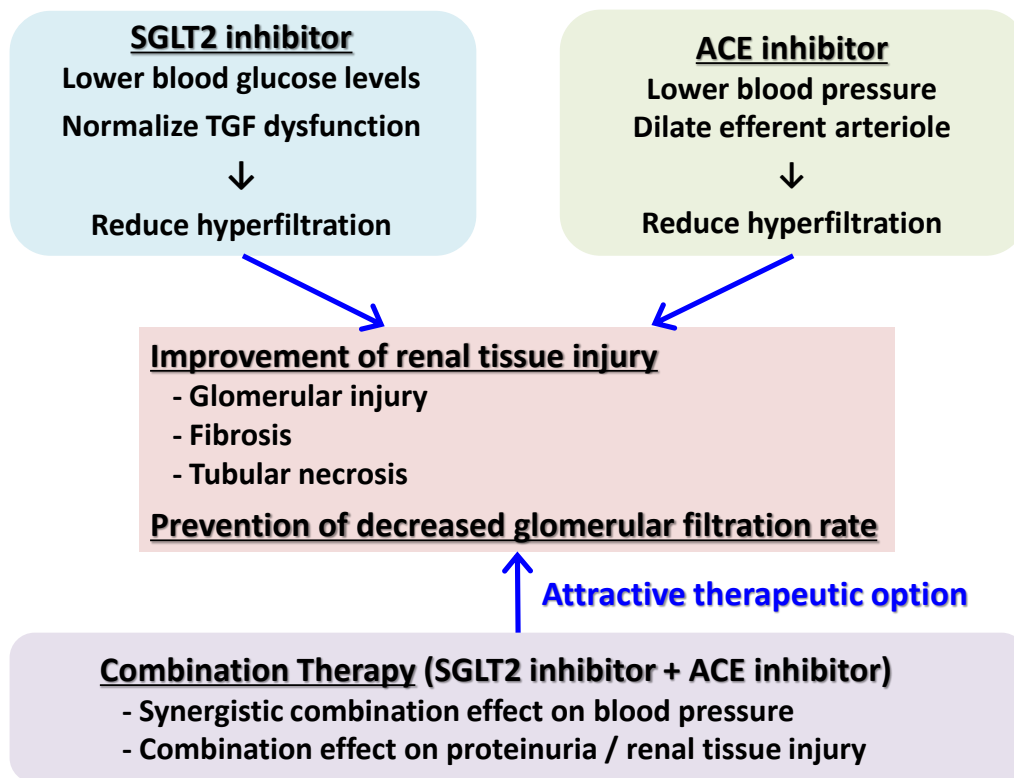 SGLT2 inhibitor
Lower blood glucose levels
Normalize TGF dysfunction
↓
Reduce hyperfiltration
ACE inhibitor
Lower blood pressure
Dilate efferent arteriole
↓
Reduce hyperfiltration
Improvement of renal tissue injury
- Glomerular injury
- Fibrosis
- Tubular necrosis
Prevention of decreased glomerular filtration rate
Attractive therapeutic option
Combination Therapy (SGLT2 inhibitor + ACE inhibitor)
- Synergistic combination effect on blood pressure
- Combination effect on proteinuria / renal tissue injury